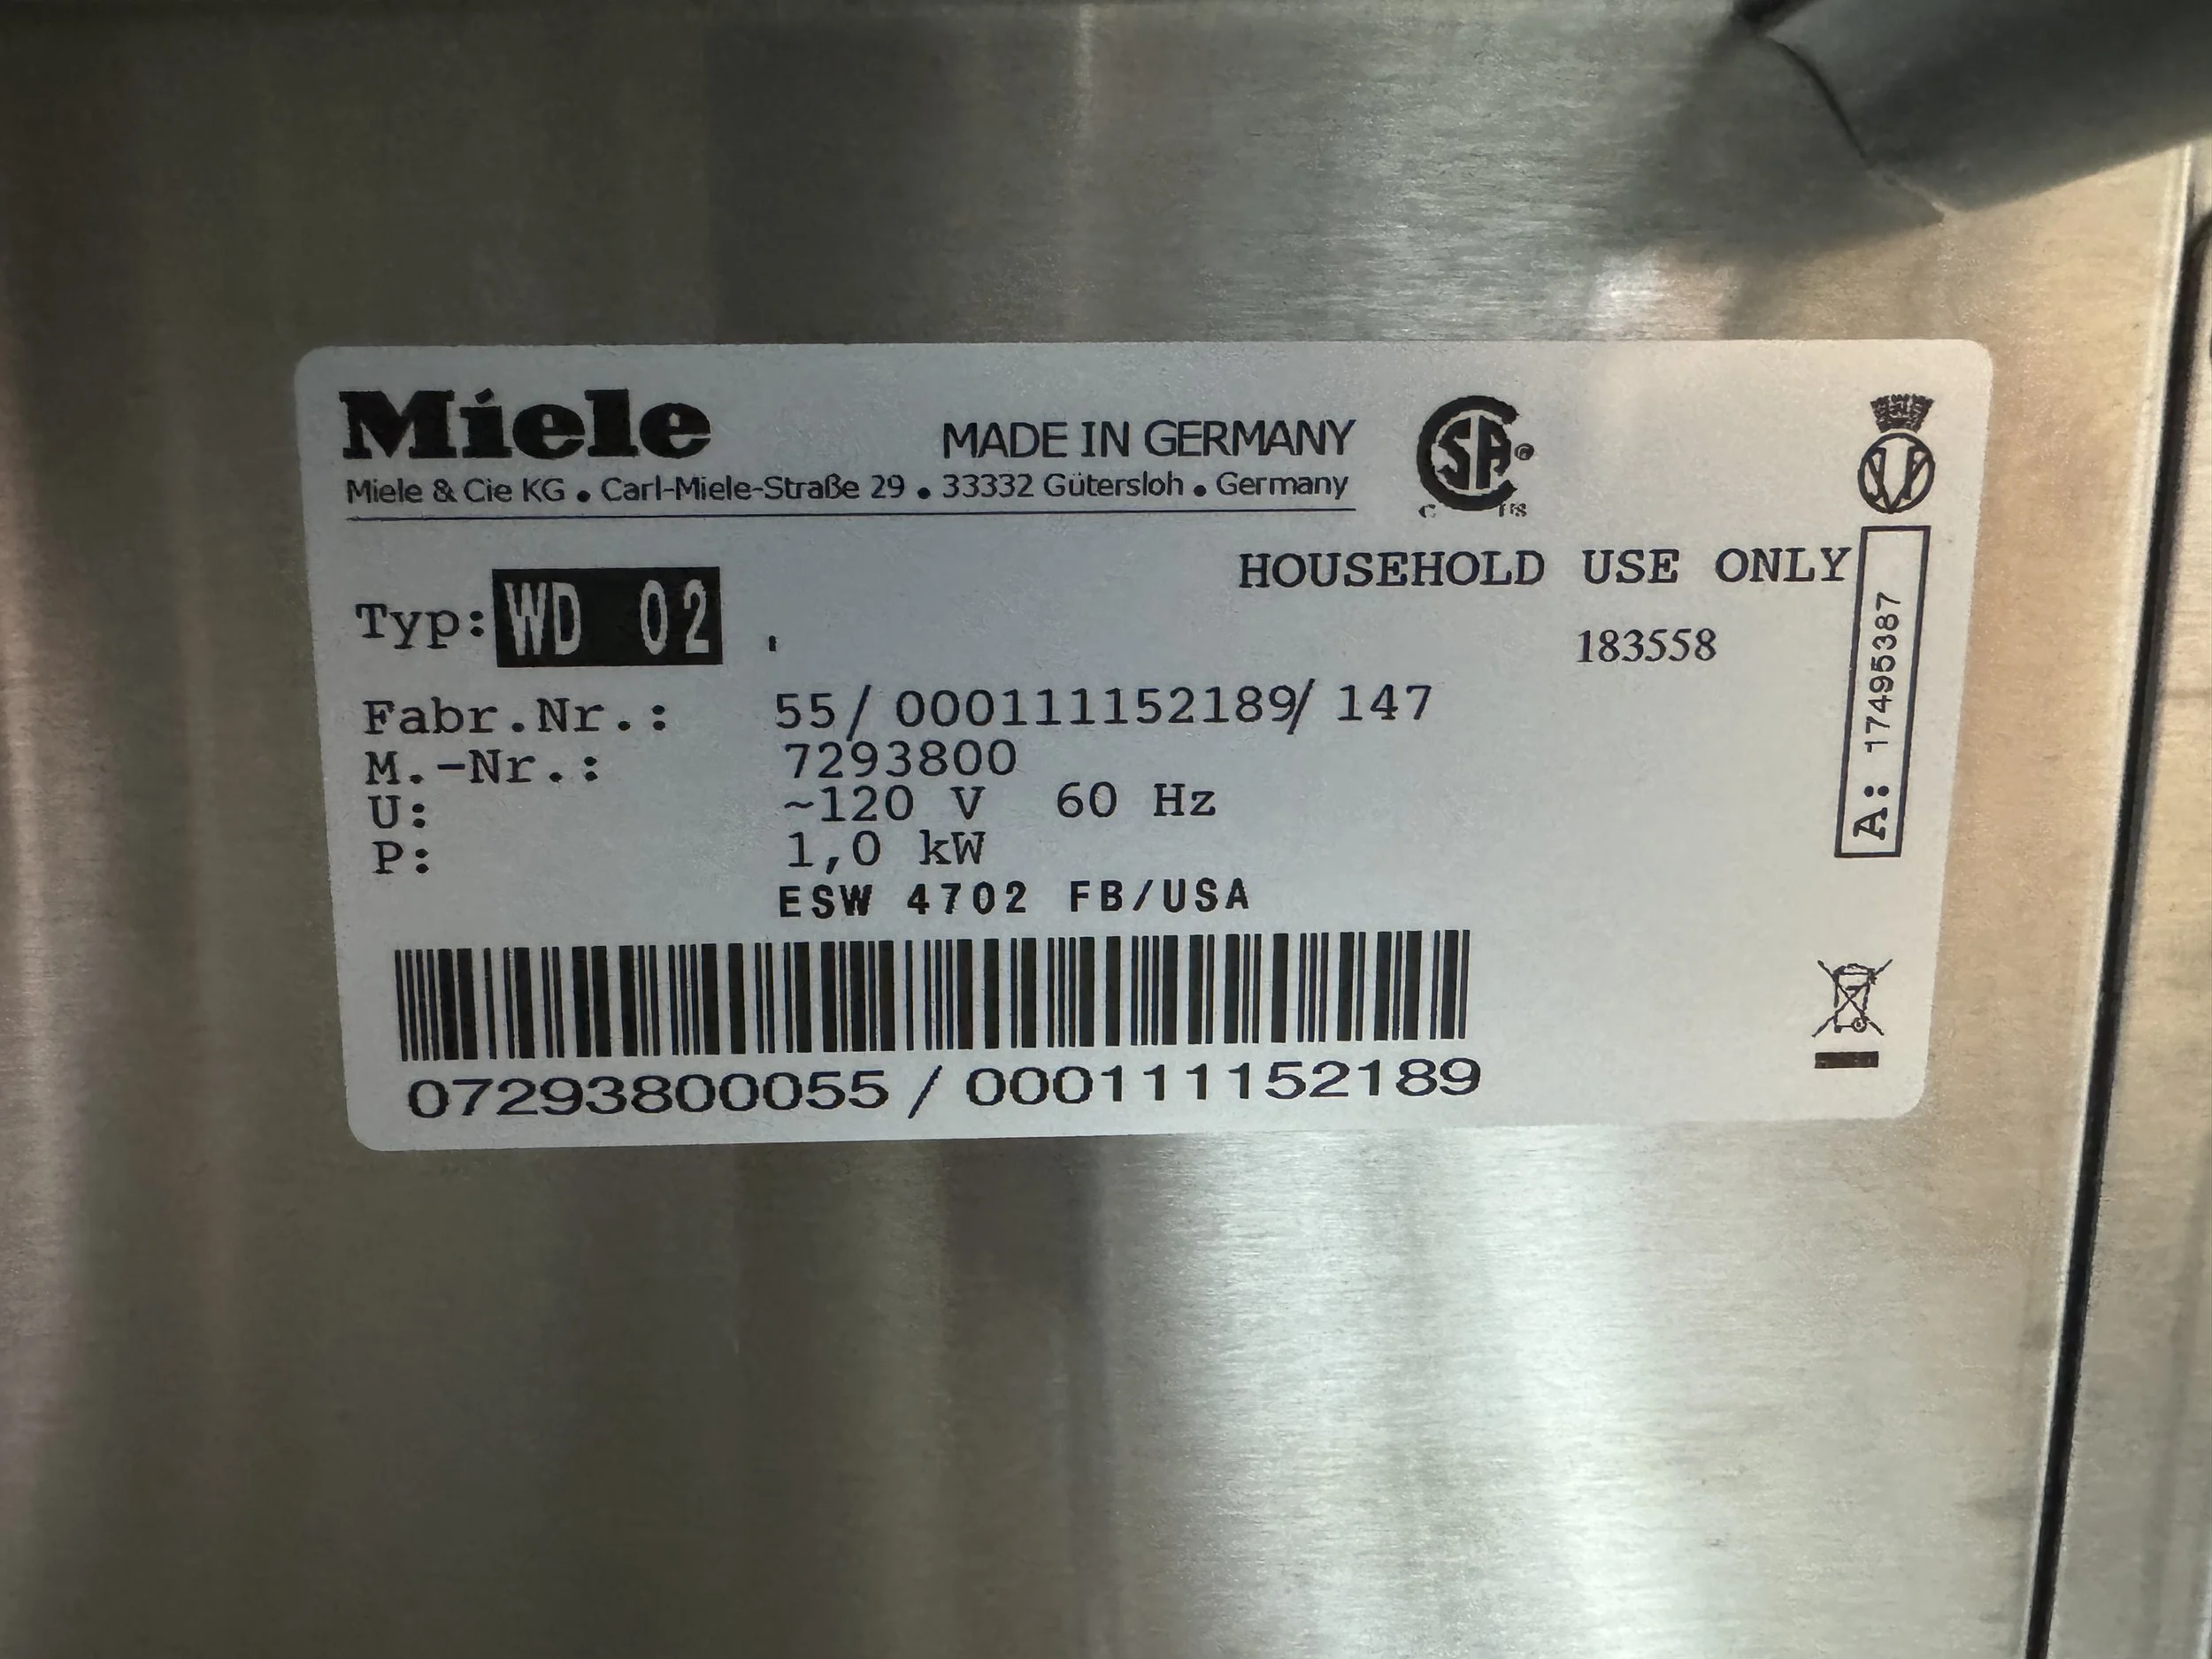 Miele
MADE IN GERMANY
Miele & Cie KG • Carl-Miele-Straße 29 • 33332 Gütersloh • Germany
SA®
C US
HOUSEHOLD USE ONLY
Typ: WD 02
183558
A: 17495387
Fabr.Nr.: 55/ 000111152189/ 147
M.-Nr.: 7293800
U: ~120 V 60 Hz
P: 1,0 kW
ESW 4702 FB/USA
07293800055 / 000111152189